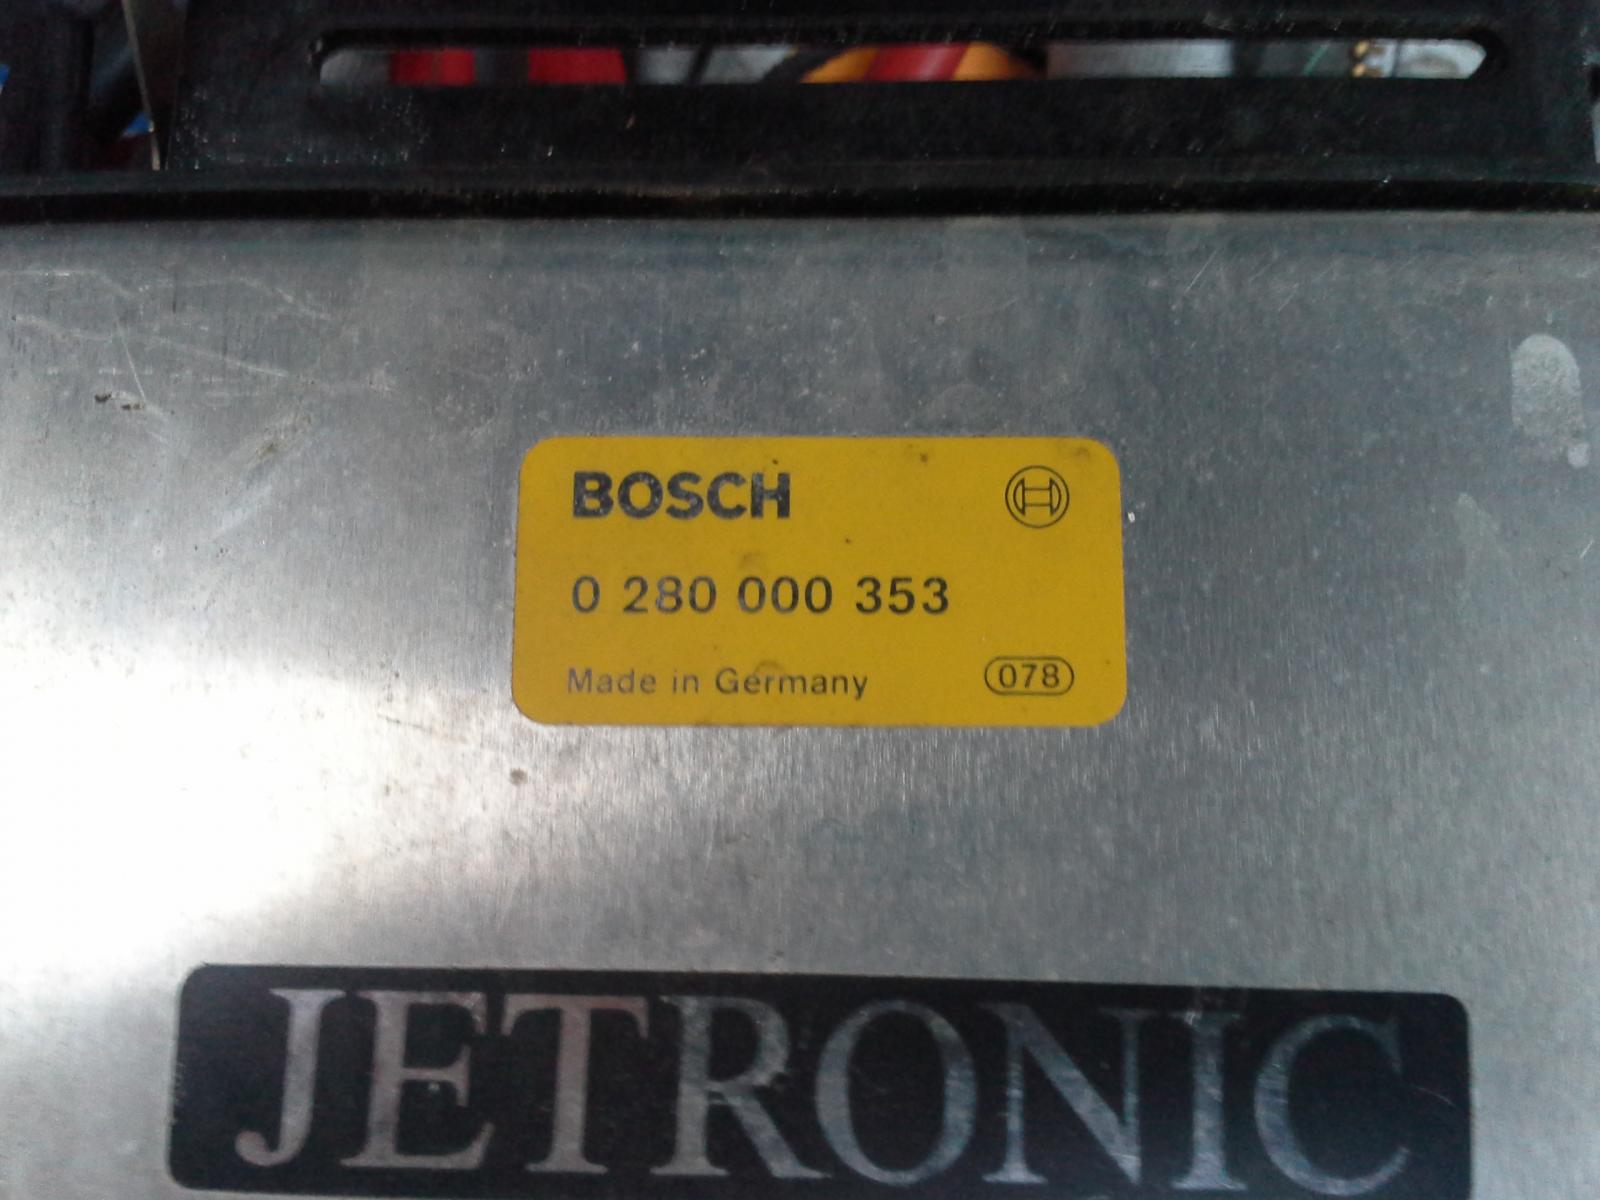 BOSCH
0 280 000 353
Made in Germany 078
JETRONIC